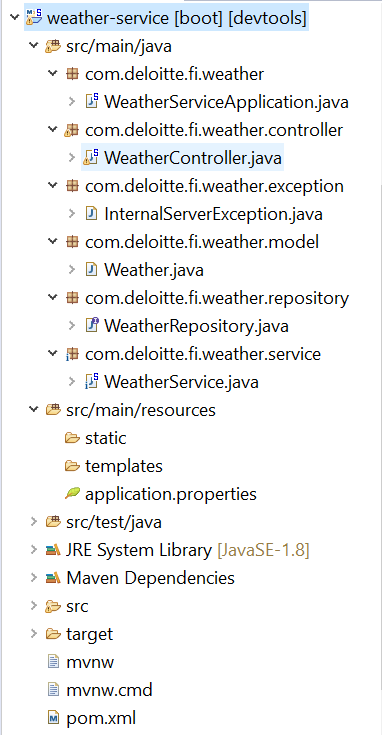 weather-service [boot] [devtools]
src/main/java
com.deloitte.fi.weather
WeatherServiceApplication.java
com.deloitte.fi.weather.controller
WeatherController.java
com.deloitte.fi.weather.exception
InternalServerException.java
com.deloitte.fi.weather.model
Weather.java
com.deloitte.fi.weather.repository
WeatherRepository.java
com.deloitte.fi.weather.service
WeatherService.java
src/main/resources
static
templates
application.properties
src/test/java
JRE System Library [JavaSE-1.8]
Maven Dependencies
src
target
mvnw
mvnw.cmd
pom.xml